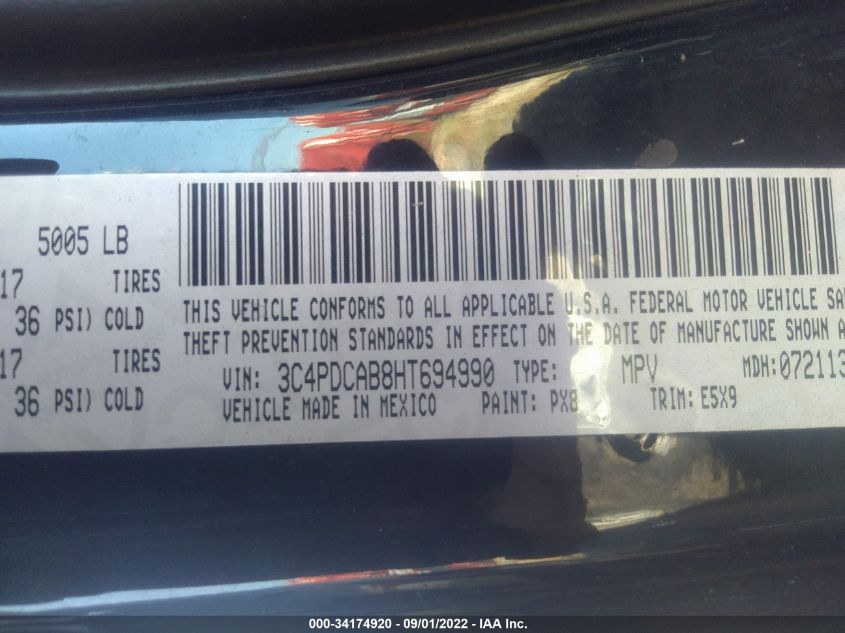 5005 LB
17 TIRES
36 PSI) COLD
17 TIRES
36 PSI) COLD
THIS VEHICLE CONFORMS TO ALL APPLICABLE U.S.A. FEDERAL MOTOR VEHICLE SA
THEFT PREVENTION STANDARDS IN EFFECT ON THE DATE OF MANUFACTURE SHOWN A
VIN: 3C4PDCAB8HT694990 TYPE: MPV MDH:072113
VEHICLE MADE IN MEXICO PAINT: PX8 TRIM: E5X9
000-34174920 - 09/01/2022 - IAA Inc.